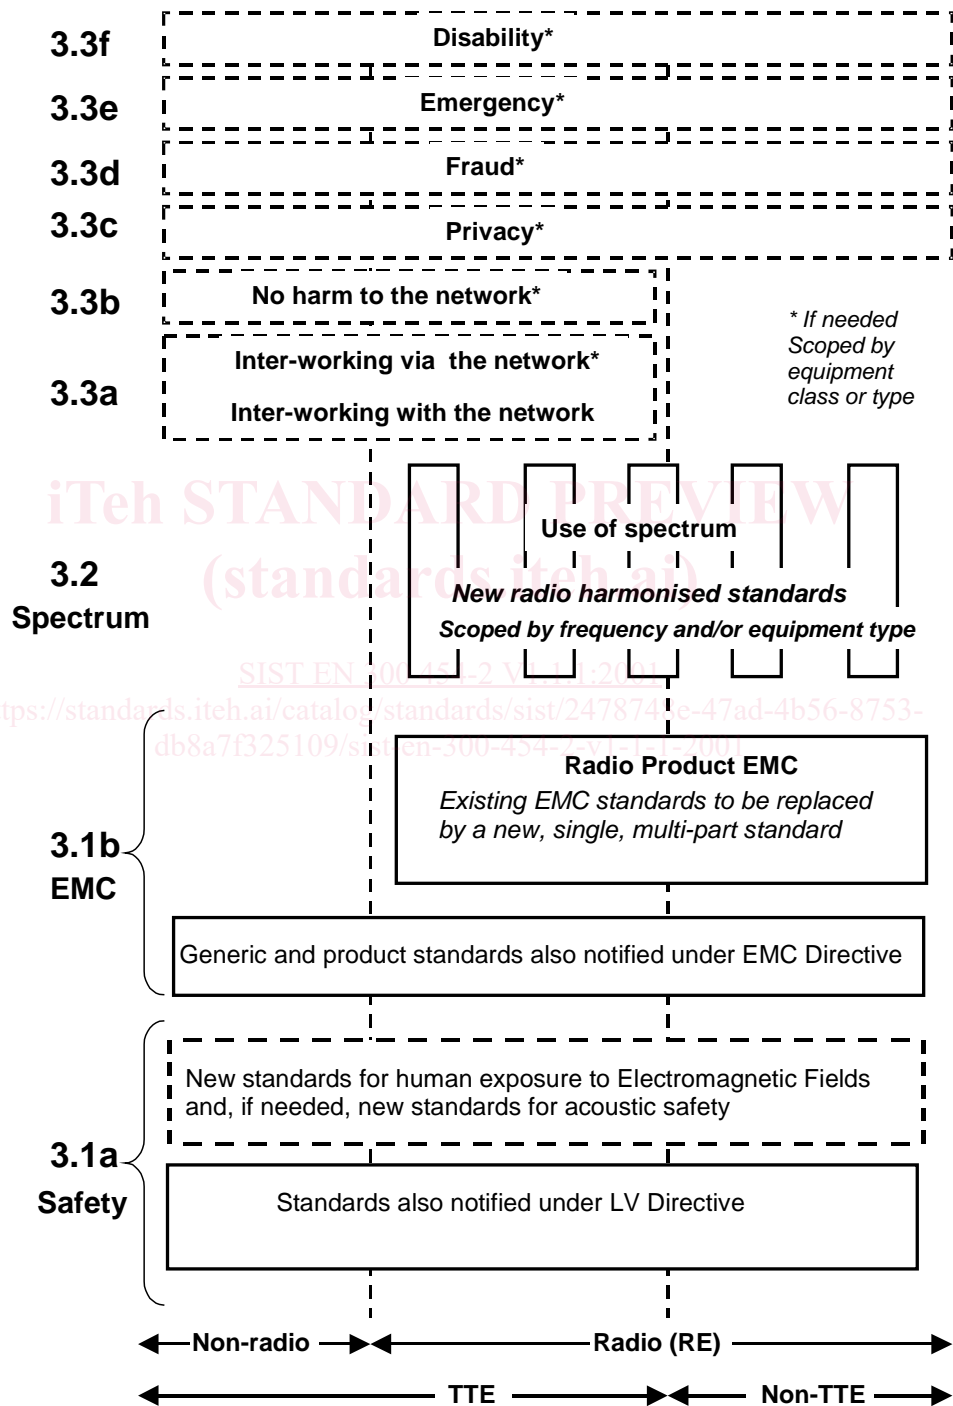 3.3f
Disability*
3.3e
Emergency*
3.3d
Fraud*
3.3c
Privacy*
3.3b
No harm to the network*
3.3a
Inter-working via the network*
Inter-working with the network
* If needed
Scoped by
equipment
class or type
iTeh STANDARD PREVIEW
(standards.iteh.ai)
3.2
Spectrum
Use of spectrum
New radio harmonised standards
Scoped by frequency and/or equipment type
SIST EN 300 454-2 V1.1.1:2001
tps://standards.iteh.ai/catalog/standards/sist/2478748e-47ad-4b56-8753-
db8a7f325109/sist-en-300-454-2-v1-1-1-2001
3.1b
EMC
Radio Product EMC
Existing EMC standards to be replaced
by a new, single, multi-part standard
Generic and product standards also notified under EMC Directive
3.1a
Safety
New standards for human exposure to Electromagnetic Fields
and, if needed, new standards for acoustic safety
Standards also notified under LV Directive
Non-radio
Radio (RE)
TTE
Non-TTE